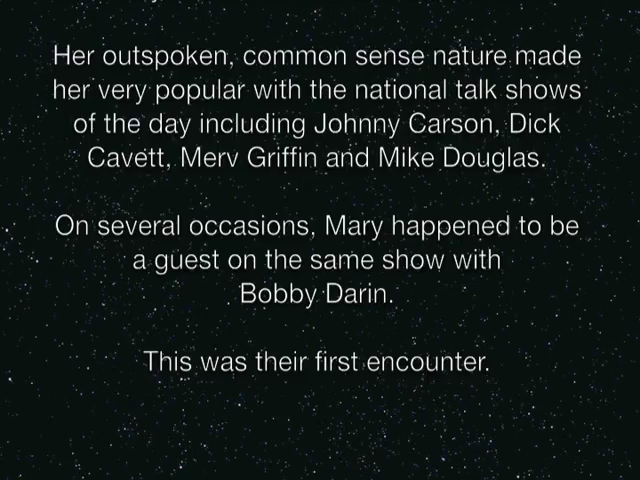 Her outspoken, common sense nature made
her very popular with the national talk shows
of the day including Johnny Carson, Dick
Cavett, Merv Griffin and Mike Douglas.
On several occasions, Mary happened to be
a guest on the same show with
Bobby Darin.
This was their first encounter.